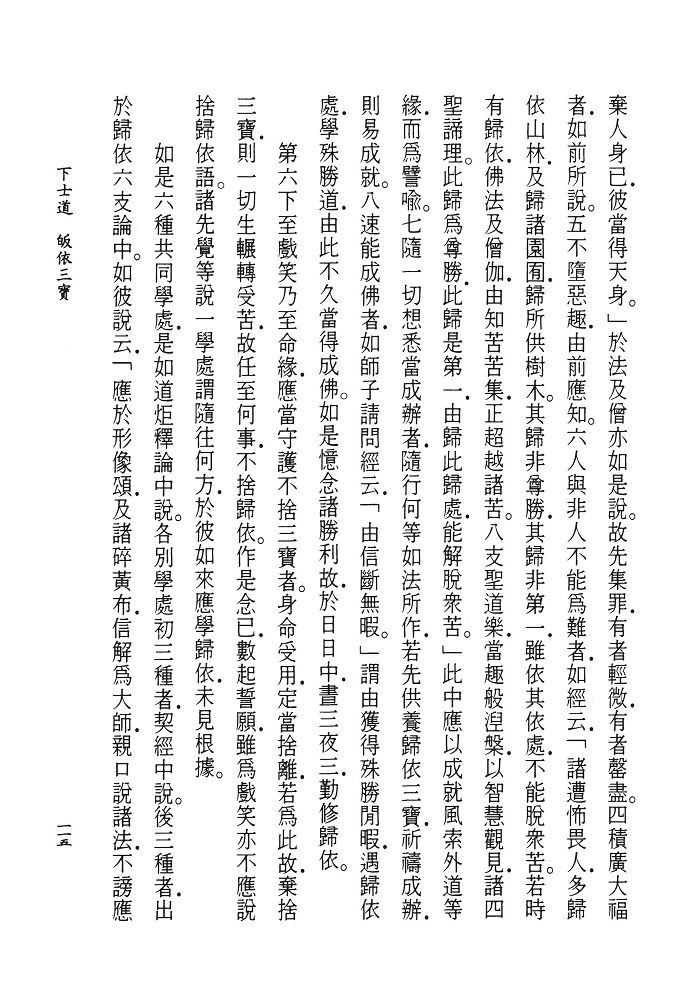 棄人身已彼當得天身。」於法及僧亦如是說。故先集罪．有者輕微．有者罄盡。四積廣大福
者．如前所說。五不墮惡趣．由前應知。六人與非人不能為難者．如經云．「諸遭怖畏人．多歸
依山林．及歸諸園囿．歸所供樹木。其歸非尊勝．其歸非第一．雖依其依處．不能脫眾苦。若時
有歸依．佛法及僧伽．由知苦苦集．正超越諸苦。八支聖道樂．當趣般涅槃．以智慧觀見．諸四
聖諦理。此歸為尊勝．此歸是第一．由歸此歸處．能解脫眾苦。」此中應以成就風索外道等
緣．而為譬喻。七隨一切想悉當成辦者．隨行何等如法所作．若先供養歸依三寶．祈禱成辦．
則易成就。八速能成佛者．如師子請問經云．「由信斷無暇。」謂由獲得殊勝閒暇．遇歸依
處．學殊勝道．由此不久當得成佛。如是憶念諸勝利故．於日日中．晝三夜三．勤修歸依。
第六下至戲笑乃至命緣．應當守護不捨三寶者。身命受用．定當捨離．若為此故．棄捨
三寶．則一切生輾轉受苦．故任至何事．不捨歸依。作是念已．數起誓願．雖為戲笑亦不應說
捨歸依語。諸先覺等說一學處．謂隨往何方．於彼如來應學歸依．未見根據。
如是六種共同學處．是如道炬釋論中說。各別學處初三種者．契經中說。後三種者．出
於歸依六支論中。如彼說云．「應於形像頌．及諸碎黃布．信解為大師．親口說諸法．不謗應
下士道　皈依三寶
一一五